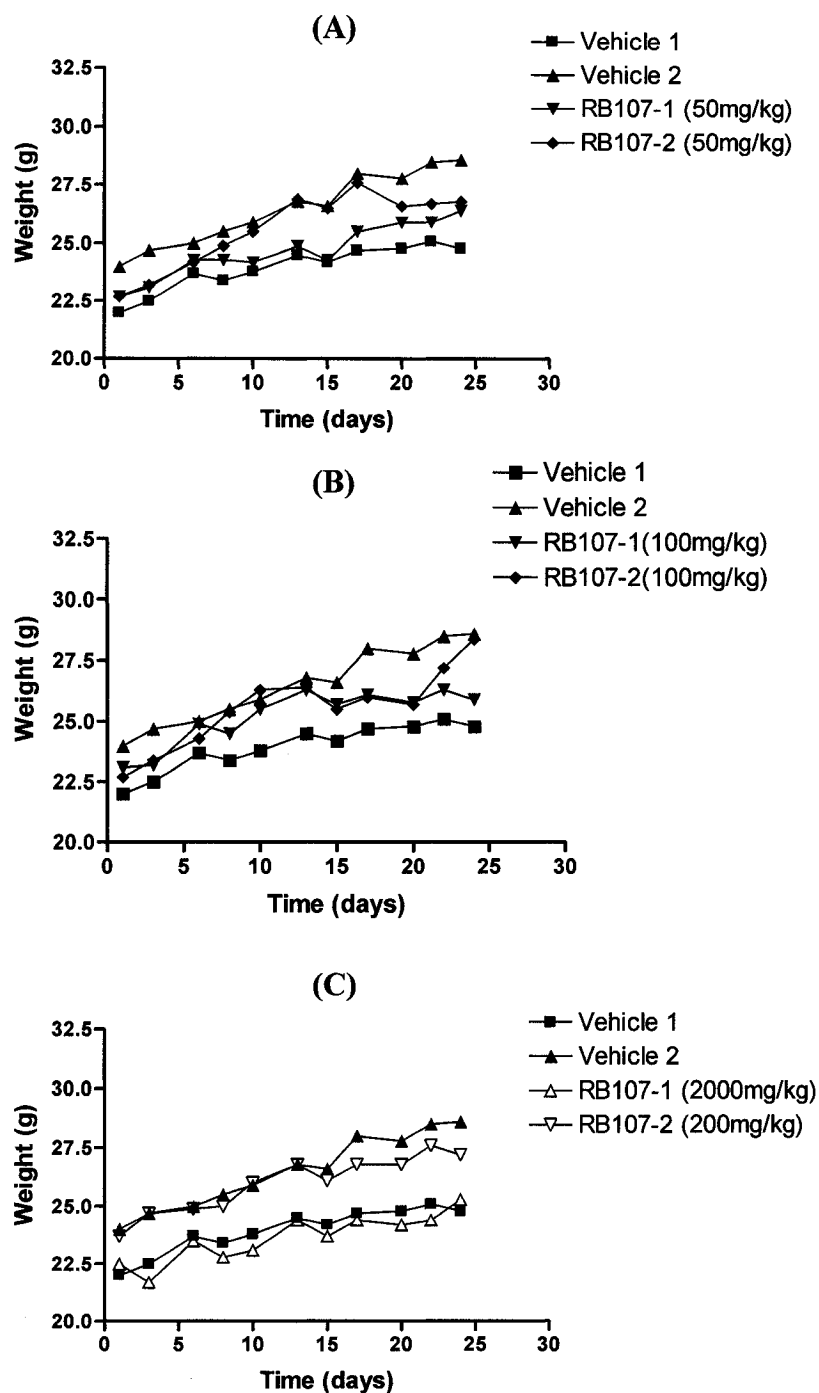 (A)
Vehicle 1
Vehicle 2
RB107-1 (50mg/kg)
RB107-2 (50mg/kg)
32.5
30.0
27.5
25.0
22.5
20.0
Weight (g)
0 5 10 15 20 25 30
Time (days)
(B)
Vehicle 1
Vehicle 2
RB107-1(100mg/kg)
RB107-2(100mg/kg)
32.5
30.0
27.5
25.0
22.5
20.0
Weight (g)
0 5 10 15 20 25 30
Time (days)
(C)
Vehicle 1
Vehicle 2
RB107-1 (2000mg/kg)
RB107-2 (200mg/kg)
32.5
30.0
27.5
25.0
22.5
20.0
Weight (g)
0 5 10 15 20 25 30
Time (days)